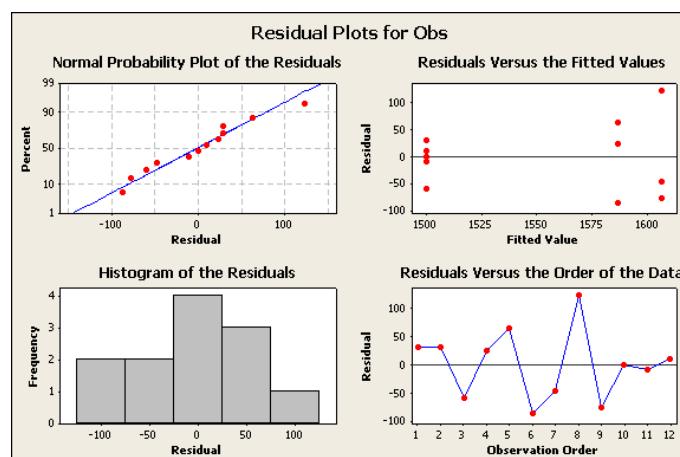 Residual Plots for Obs
Normal Probability Plot of the Residuals
99
90
50
10
1
Percent
-100 0 100
Residual
Residuals Versus the Fitted Values
100
50
0
-50
-100
Residual
1500 1525 1550 1575 1600
Fitted Value
Histogram of the Residuals
4
3
2
1
0
Frequency
-100 -50 0 50 100
Residual
Residuals Versus the Order of the Data
100
50
0
-50
-100
Residual
1 2 3 4 5 6 7 8 9 10 11 12
Observation Order